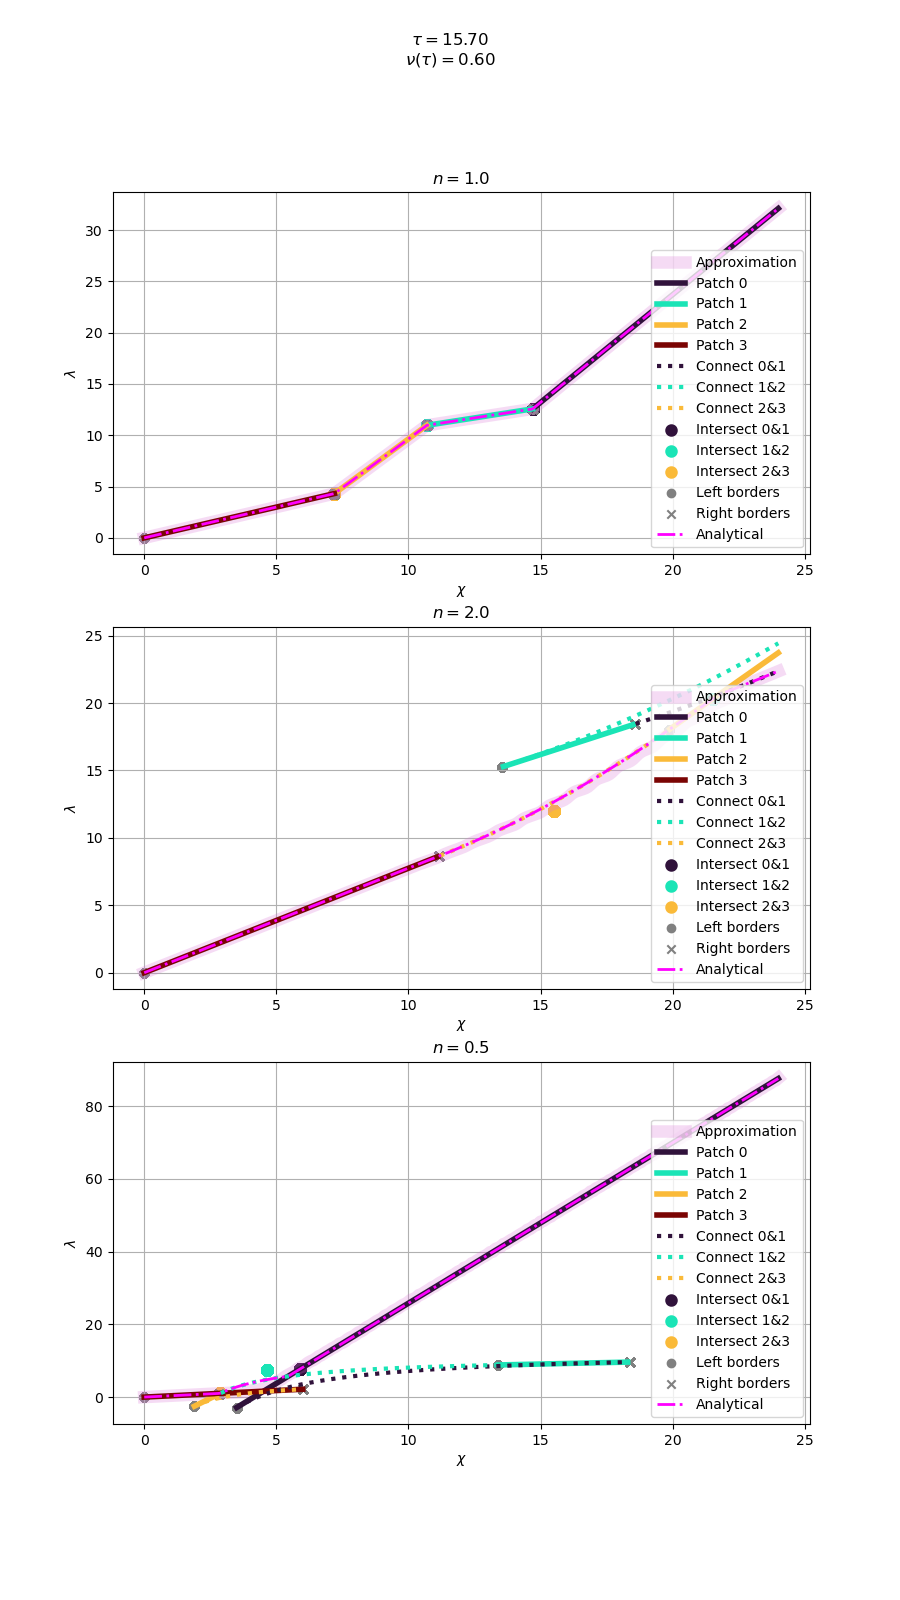 τ = 15.70
ν(τ) = 0.60
n = 1.0
30
25
20
15
10
5
0
λ
0 5 10 15 20 25
χ
Approximation
Patch 0
Patch 1
Patch 2
Patch 3
Connect 0&1
Connect 1&2
Connect 2&3
Intersect 0&1
Intersect 1&2
Intersect 2&3
Left borders
Right borders
Analytical
n = 2.0
25
20
15
10
5
0
λ
0 5 10 15 20 25
χ
Approximation
Patch 0
Patch 1
Patch 2
Patch 3
Connect 0&1
Connect 1&2
Connect 2&3
Intersect 0&1
Intersect 1&2
Intersect 2&3
Left borders
Right borders
Analytical
n = 0.5
80
60
40
20
0
λ
0 5 10 15 20 25
χ
Approximation
Patch 0
Patch 1
Patch 2
Patch 3
Connect 0&1
Connect 1&2
Connect 2&3
Intersect 0&1
Intersect 1&2
Intersect 2&3
Left borders
Right borders
Analytical